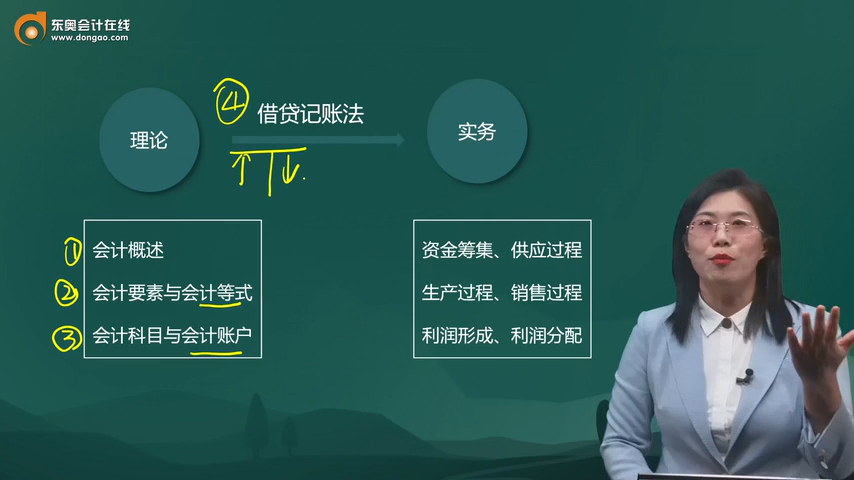 东奥会计在线
www.dongao.com
④
借贷记账法
理论
实务
① 会计概述
② 会计要素与会计等式
③ 会计科目与会计账户
资金筹集、供应过程
生产过程、销售过程
利润形成、利润分配